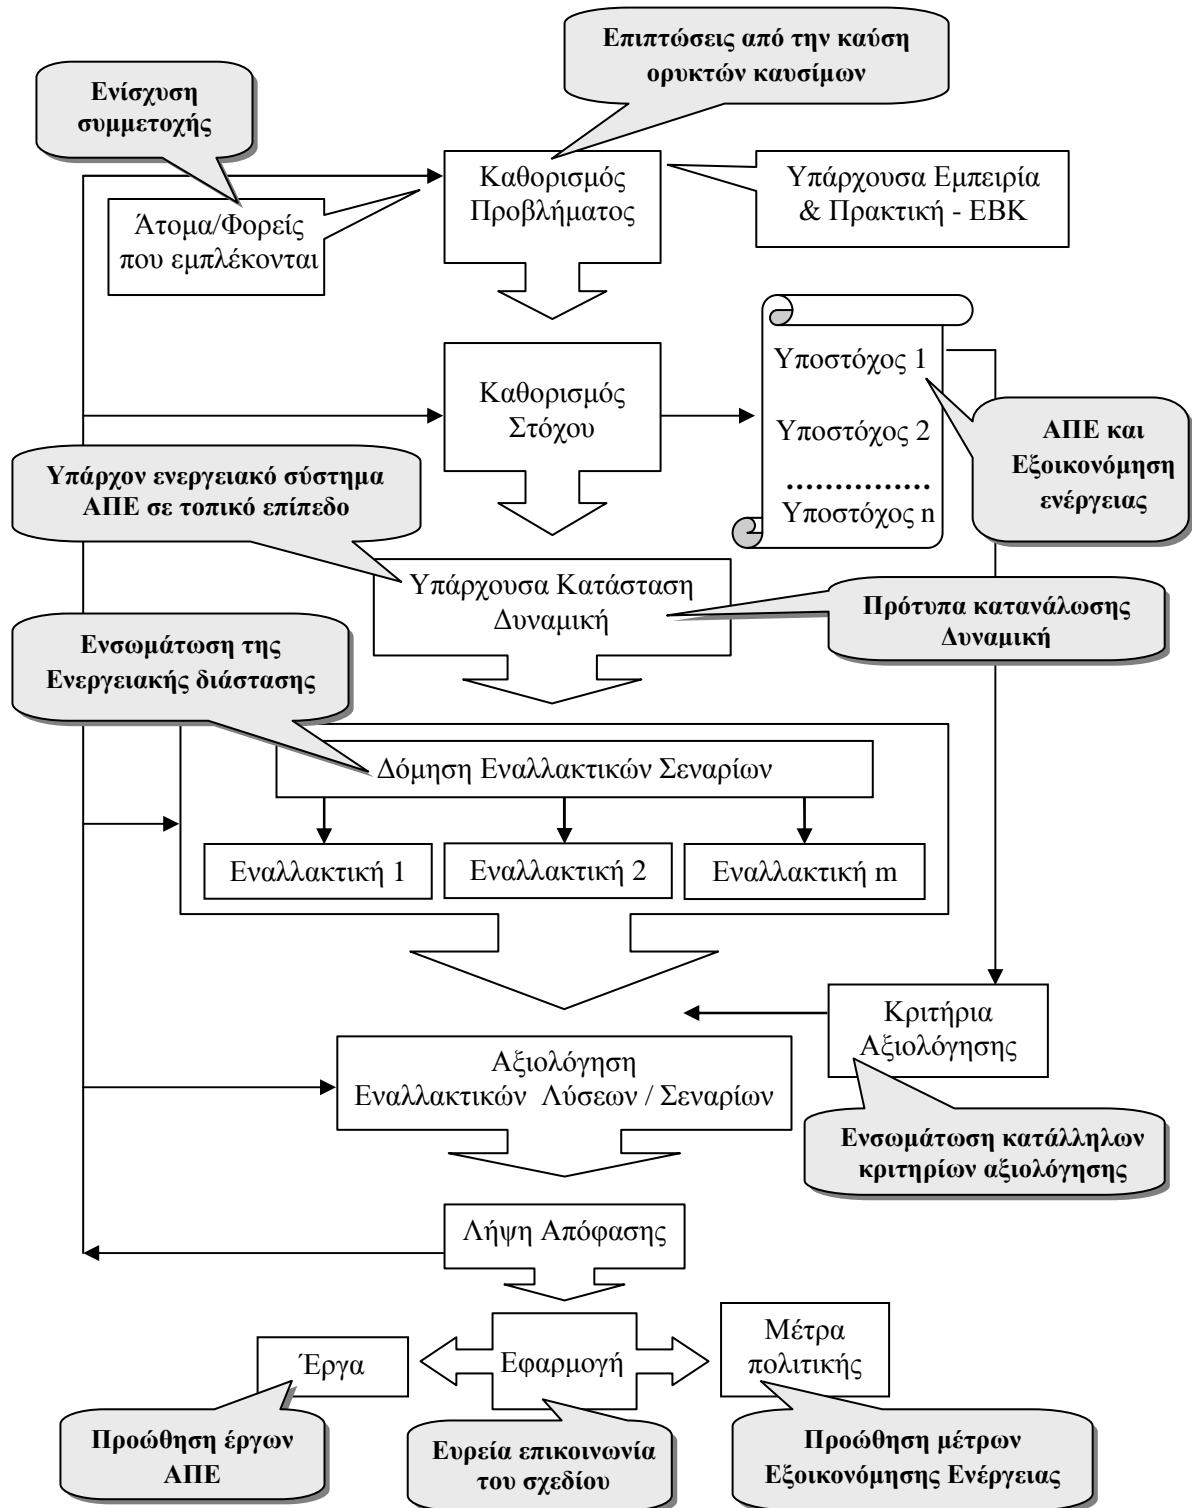 Επιπτώσεις από την καύση
ορυκτών καυσίμων
Ενίσχυση
συμμετοχής
Καθορισμός
Προβλήματος
Υπάρχουσα Εμπειρία
& Πρακτική - ΕΒΚ
Άτομα/Φορείς
που εμπλέκονται
Καθορισμός
Στόχου
Υποστόχος 1
Υποστόχος 2
...............
Υποστόχος n
ΑΠΕ και
Εξοικονόμηση
ενέργειας
Υπάρχον ενεργειακό σύστημα
ΑΠΕ σε τοπικό επίπεδο
Υπάρχουσα Κατάσταση
Δυναμική
Πρότυπα κατανάλωσης
Δυναμική
Ενσωμάτωση της
Ενεργειακής διάστασης
Δόμηση Εναλλακτικών Σεναρίων
Εναλλακτική 1
Εναλλακτική 2
Εναλλακτική m
Κριτήρια
Αξιολόγησης
Αξιολόγηση
Εναλλακτικών Λύσεων / Σεναρίων
Ενσωμάτωση κατάλληλων
κριτηρίων αξιολόγησης
Λήψη Απόφασης
Έργα
Εφαρμογή
Μέτρα
πολιτικής
Προώθηση έργων
ΑΠΕ
Ευρεία επικοινωνία
του σχεδίου
Προώθηση μέτρων
Εξοικονόμησης Ενέργειας